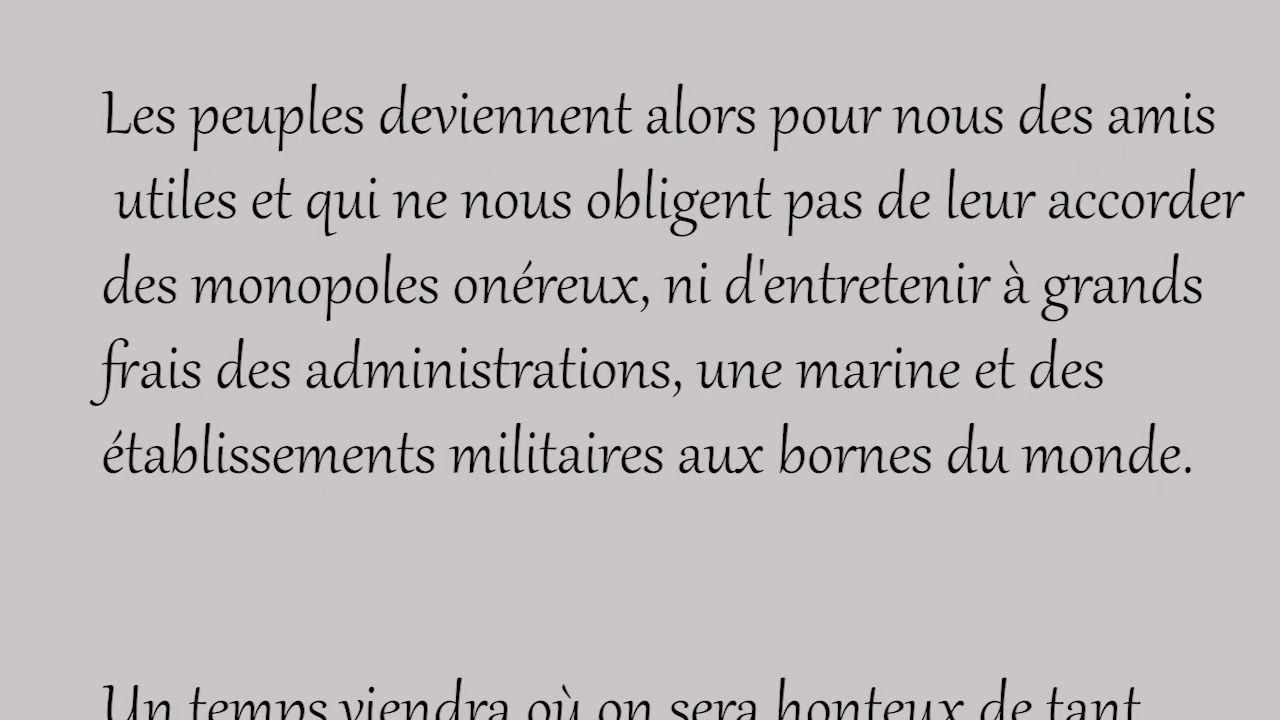 Les peuples deviennent alors pour nous des amis
utiles et qui ne nous obligent pas de leur accorder
des monopoles onéreux, ni d'entretenir à grands
frais des administrations, une marine et des
établissements militaires aux bornes du monde.
Un temps viendra où on sera honteux de tant